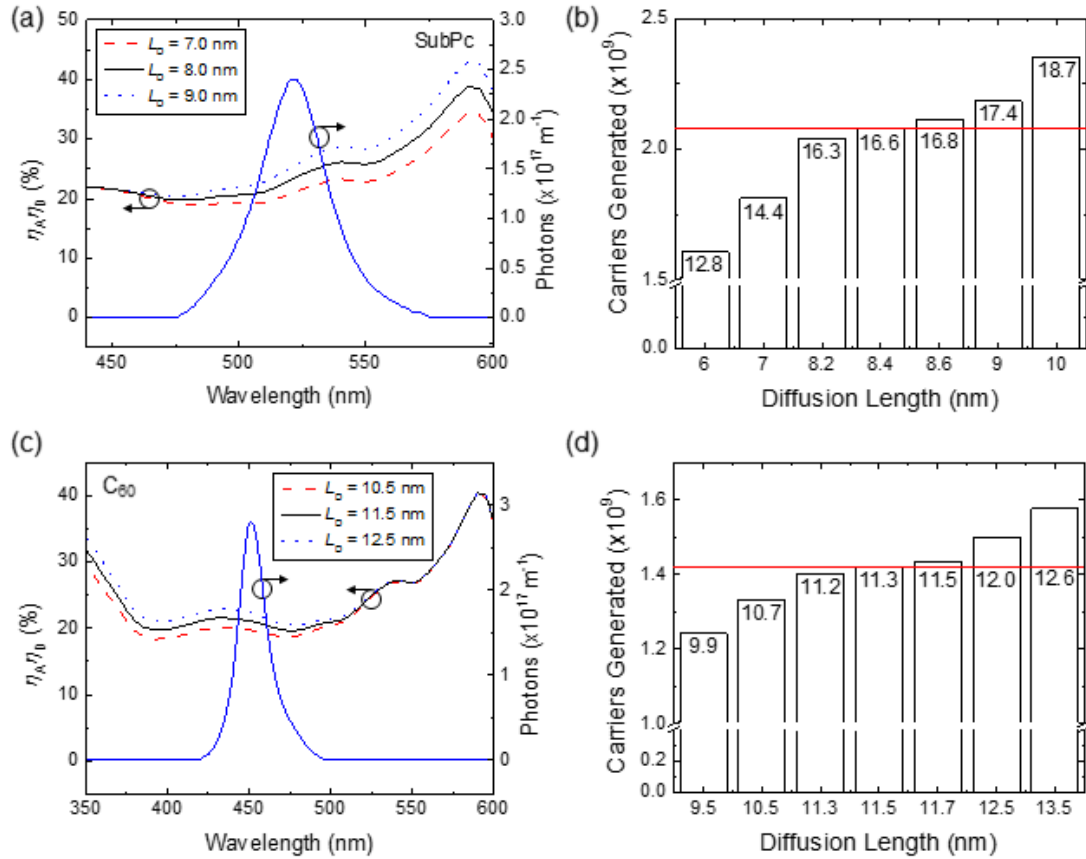 (a)
50
40
30
20
10
0
η_A η_D (%)
L_D = 7.0 nm
L_D = 8.0 nm
L_D = 9.0 nm
SubPc
3.0
2.5
2.0
1.5
1.0
0.5
0.0
Photons (x10^17 m^-1)
450 500 550 600
Wavelength (nm)
(b)
2.5
2.0
1.5
0.0
Carriers Generated (x10^9)
12.8 14.4 16.3 16.6 16.8 17.4 18.7
6 7 8.2 8.4 8.6 9 10
Diffusion Length (nm)
(c)
40
30
20
10
0
η_A η_D (%)
C60
L_D = 10.5 nm
L_D = 11.5 nm
L_D = 12.5 nm
3
2
1
0
Photons (x10^17 m^-1)
350 400 450 500 550 600
Wavelength (nm)
(d)
1.6
1.4
1.2
1.0
0.2
0.0
Carriers Generated (x10^9)
9.9 10.7 11.2 11.3 11.5 12.0 12.6
9.5 10.5 11.3 11.5 11.7 12.5 13.5
Diffusion Length (nm)